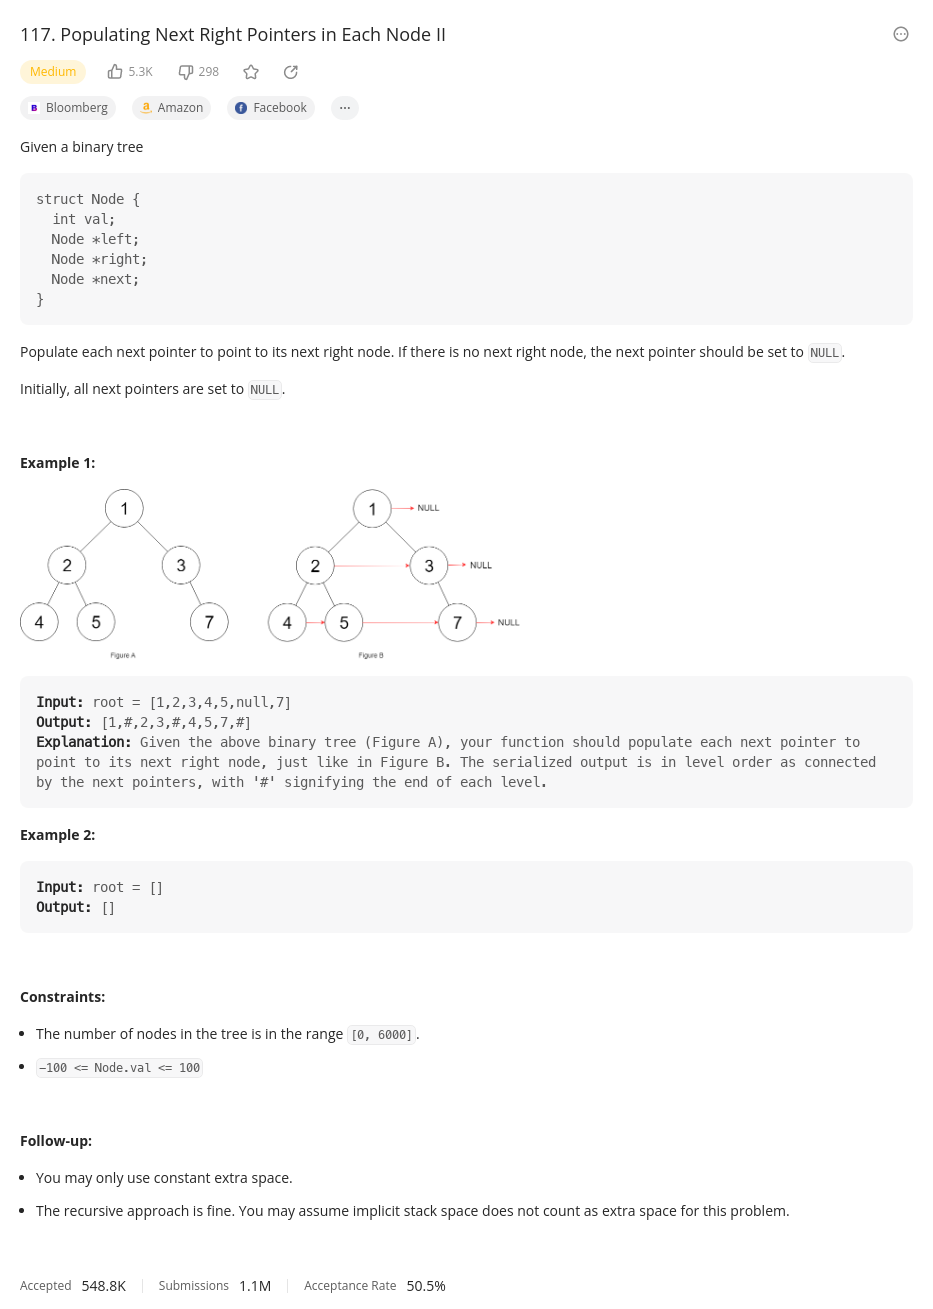 117. Populating Next Right Pointers in Each Node II
Medium 5.3K 298
Bloomberg Amazon Facebook ···
Given a binary tree
struct Node {
  int val;
  Node *left;
  Node *right;
  Node *next;
}
Populate each next pointer to point to its next right node. If there is no next right node, the next pointer should be set to NULL.
Initially, all next pointers are set to NULL.
Example 1:
1 1 NULL
2 3 2 3 NULL
4 5 7 4 5 7 NULL
Figure A Figure B
Input: root = [1,2,3,4,5,null,7]
Output: [1,#,2,3,#,4,5,7,#]
Explanation: Given the above binary tree (Figure A), your function should populate each next pointer to
point to its next right node, just like in Figure B. The serialized output is in level order as connected
by the next pointers, with '#' signifying the end of each level.
Example 2:
Input: root = []
Output: []
Constraints:
• The number of nodes in the tree is in the range [0, 6000].
• -100 <= Node.val <= 100
Follow-up:
• You may only use constant extra space.
• The recursive approach is fine. You may assume implicit stack space does not count as extra space for this problem.
Accepted 548.8K Submissions 1.1M Acceptance Rate 50.5%